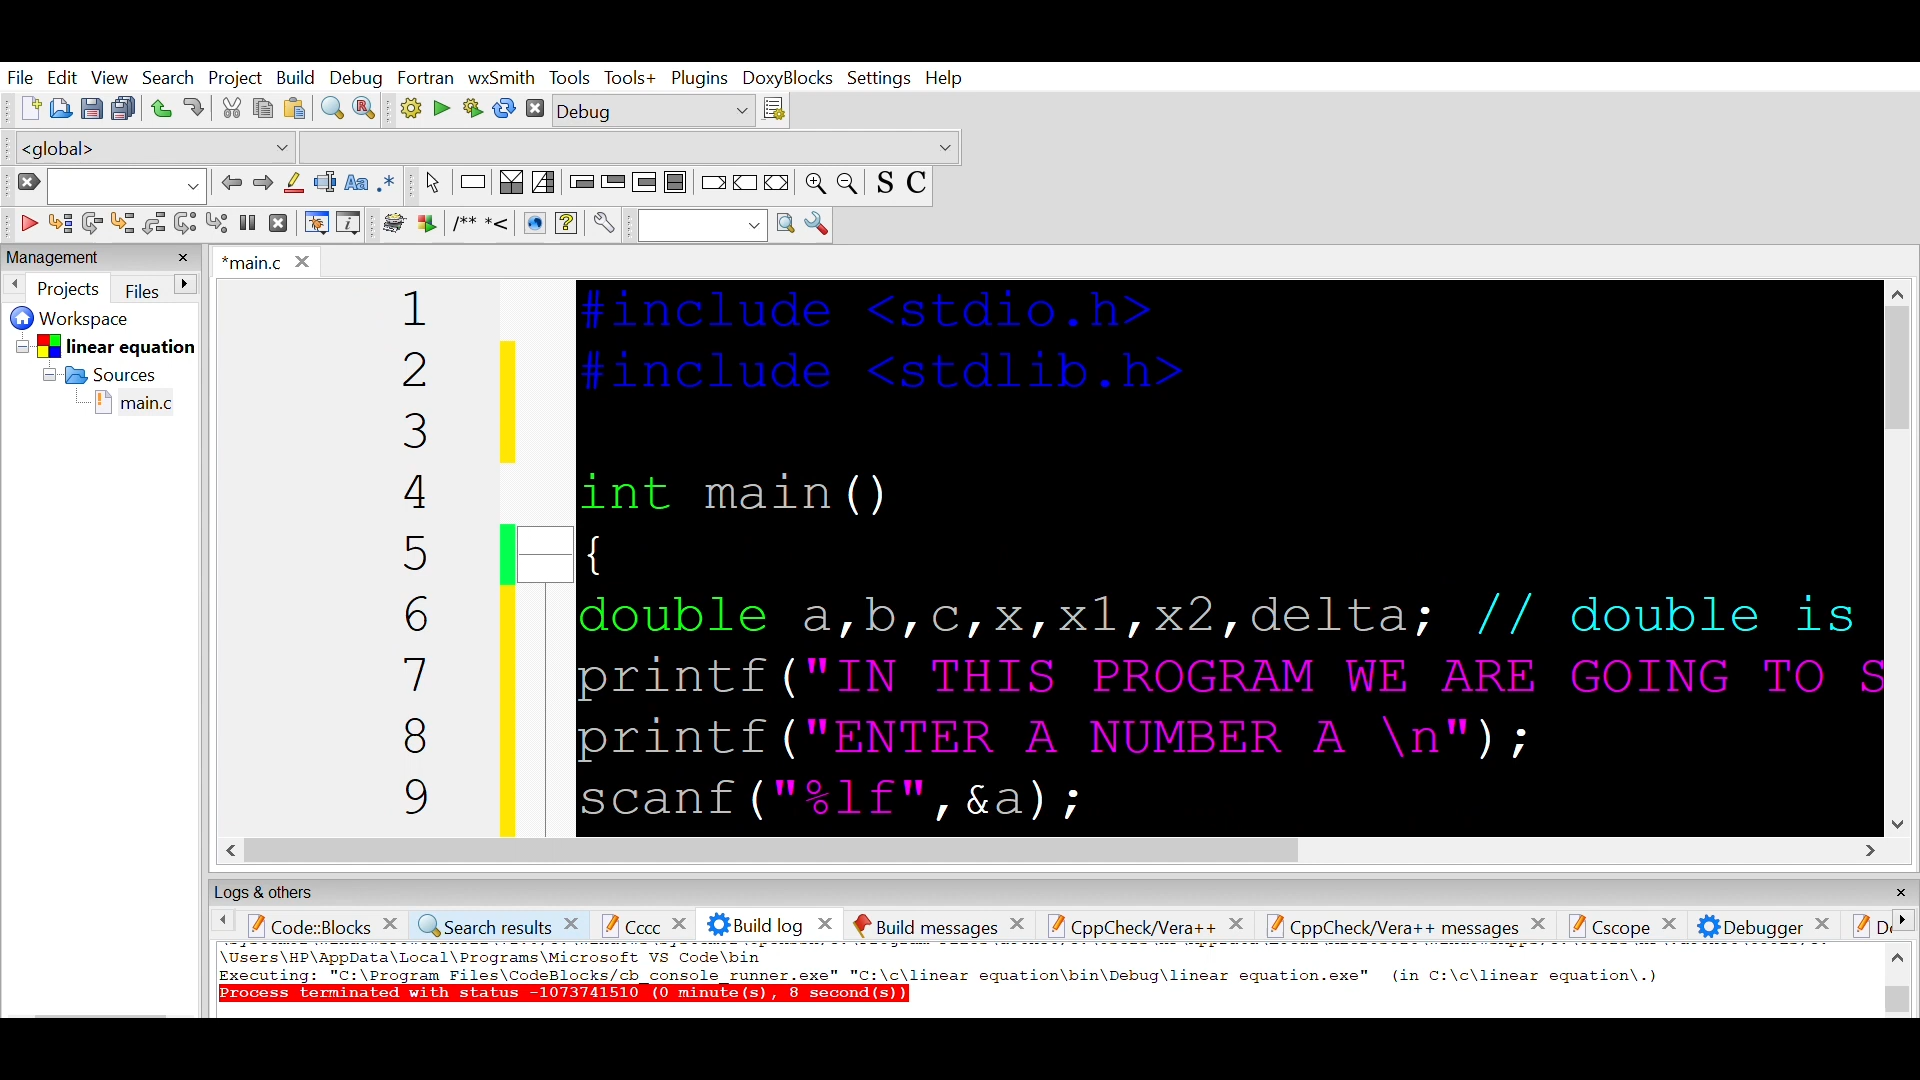 File Edit View Search Project Build Debug Fortran wxSmith Tools Tools+ Plugins DoxyBlocks Settings Help
Debug
<global>
S C
/** *<
Management
*main.c
Projects Files
Workspace
linear equation
Sources
main.c
1 #include <stdio.h>
2 #include <stdlib.h>
3
4 int main()
5 {
6 double a,b,c,x,x1,x2,delta; // double is
7 printf("IN THIS PROGRAM WE ARE GOING TO S
8 printf("ENTER A NUMBER A \n");
9 scanf("%lf",&a);
Logs & others
Code::Blocks Search results Cccc Build log Build messages CppCheck/Vera++ CppCheck/Vera++ messages Cscope Debugger
\Users\HP\AppData\Local\Programs\Microsoft VS Code\bin
Executing: "C:\Program Files\CodeBlocks/cb_console_runner.exe" "C:\c\linear equation\bin\Debug\linear equation.exe"  (in C:\c\linear equation\.)
Process terminated with status -1073741510 (0 minute(s), 8 second(s))